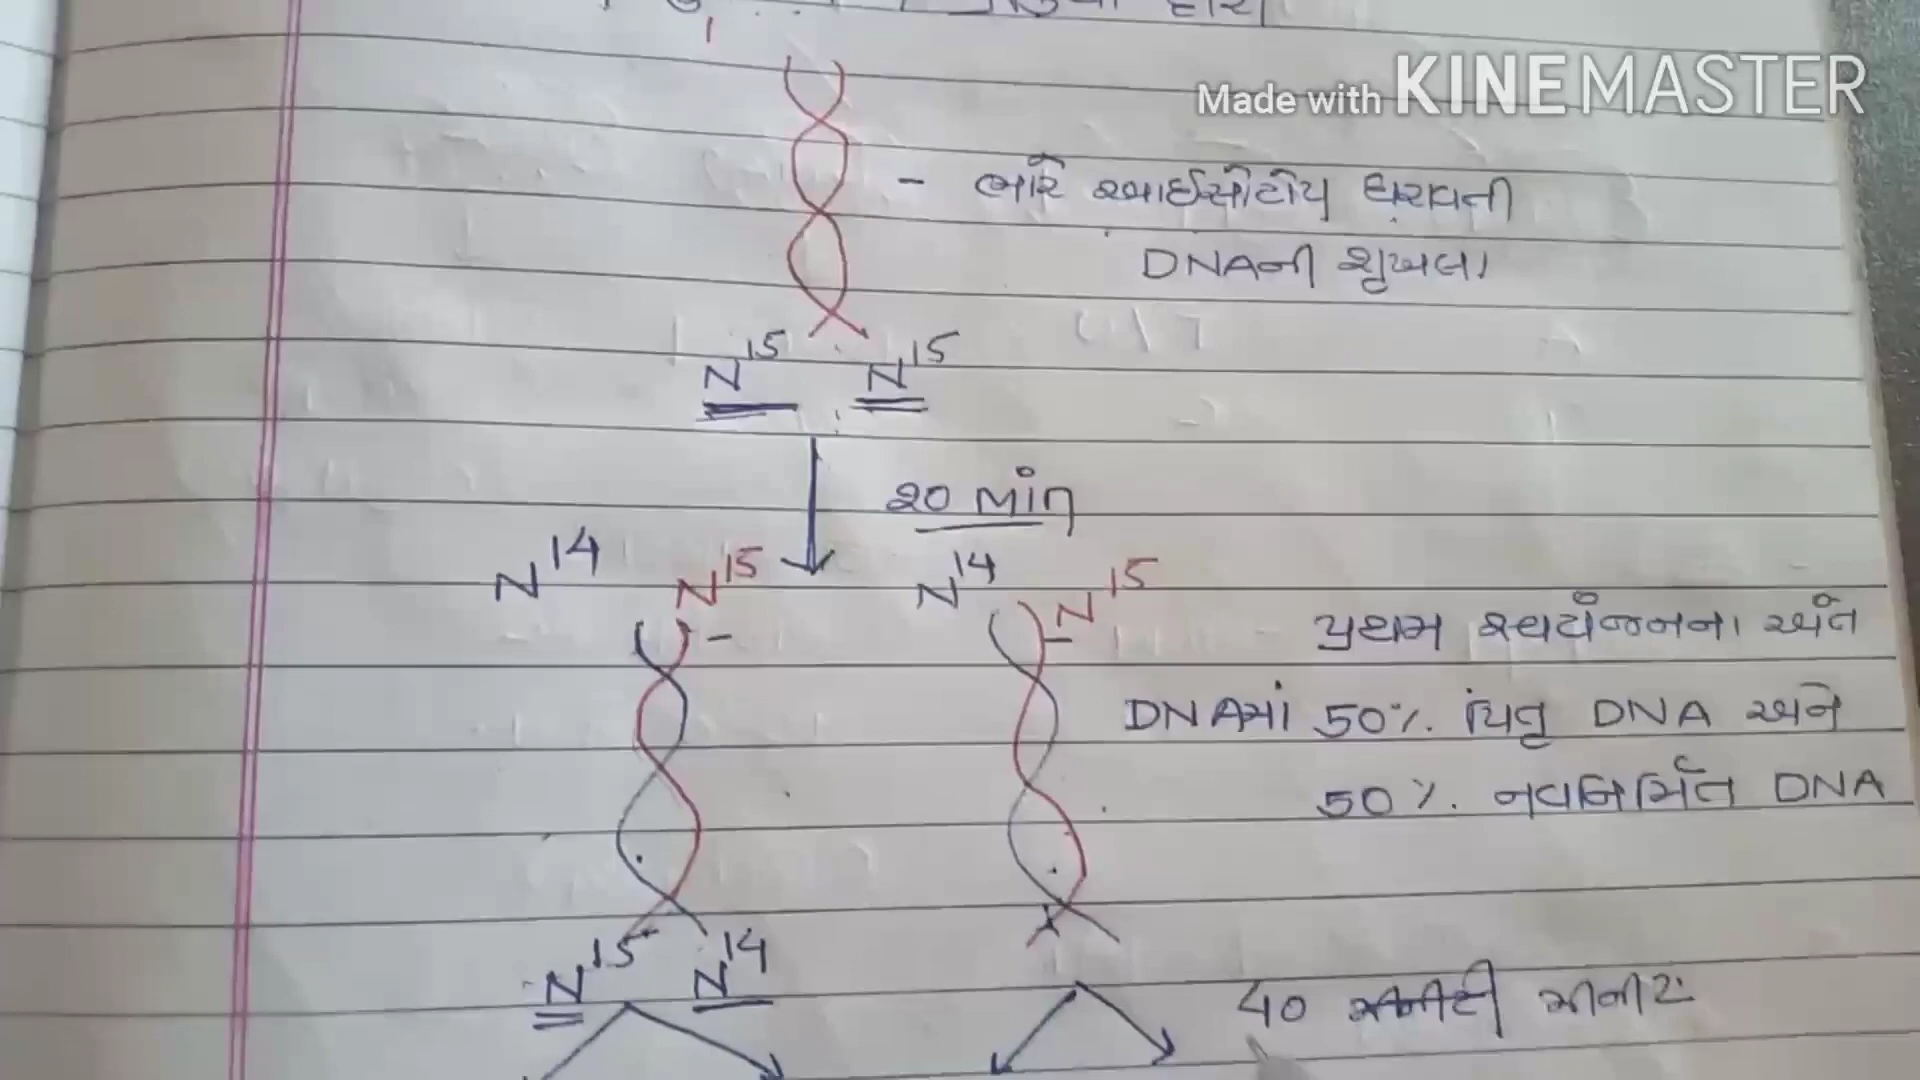 Made with KINEMASTER
- ભારે આઈસોટોપ ધરાવતી
DNAની શૃંખલા
N15 N15
20 Min
N14 N15 N14 N15
પ્રથમ સ્વયંજનનના અંતે
DNAમાં 50% પિતૃ DNA અને
50% નવનિર્મિત DNA
N15 N14
40 મીનીટ